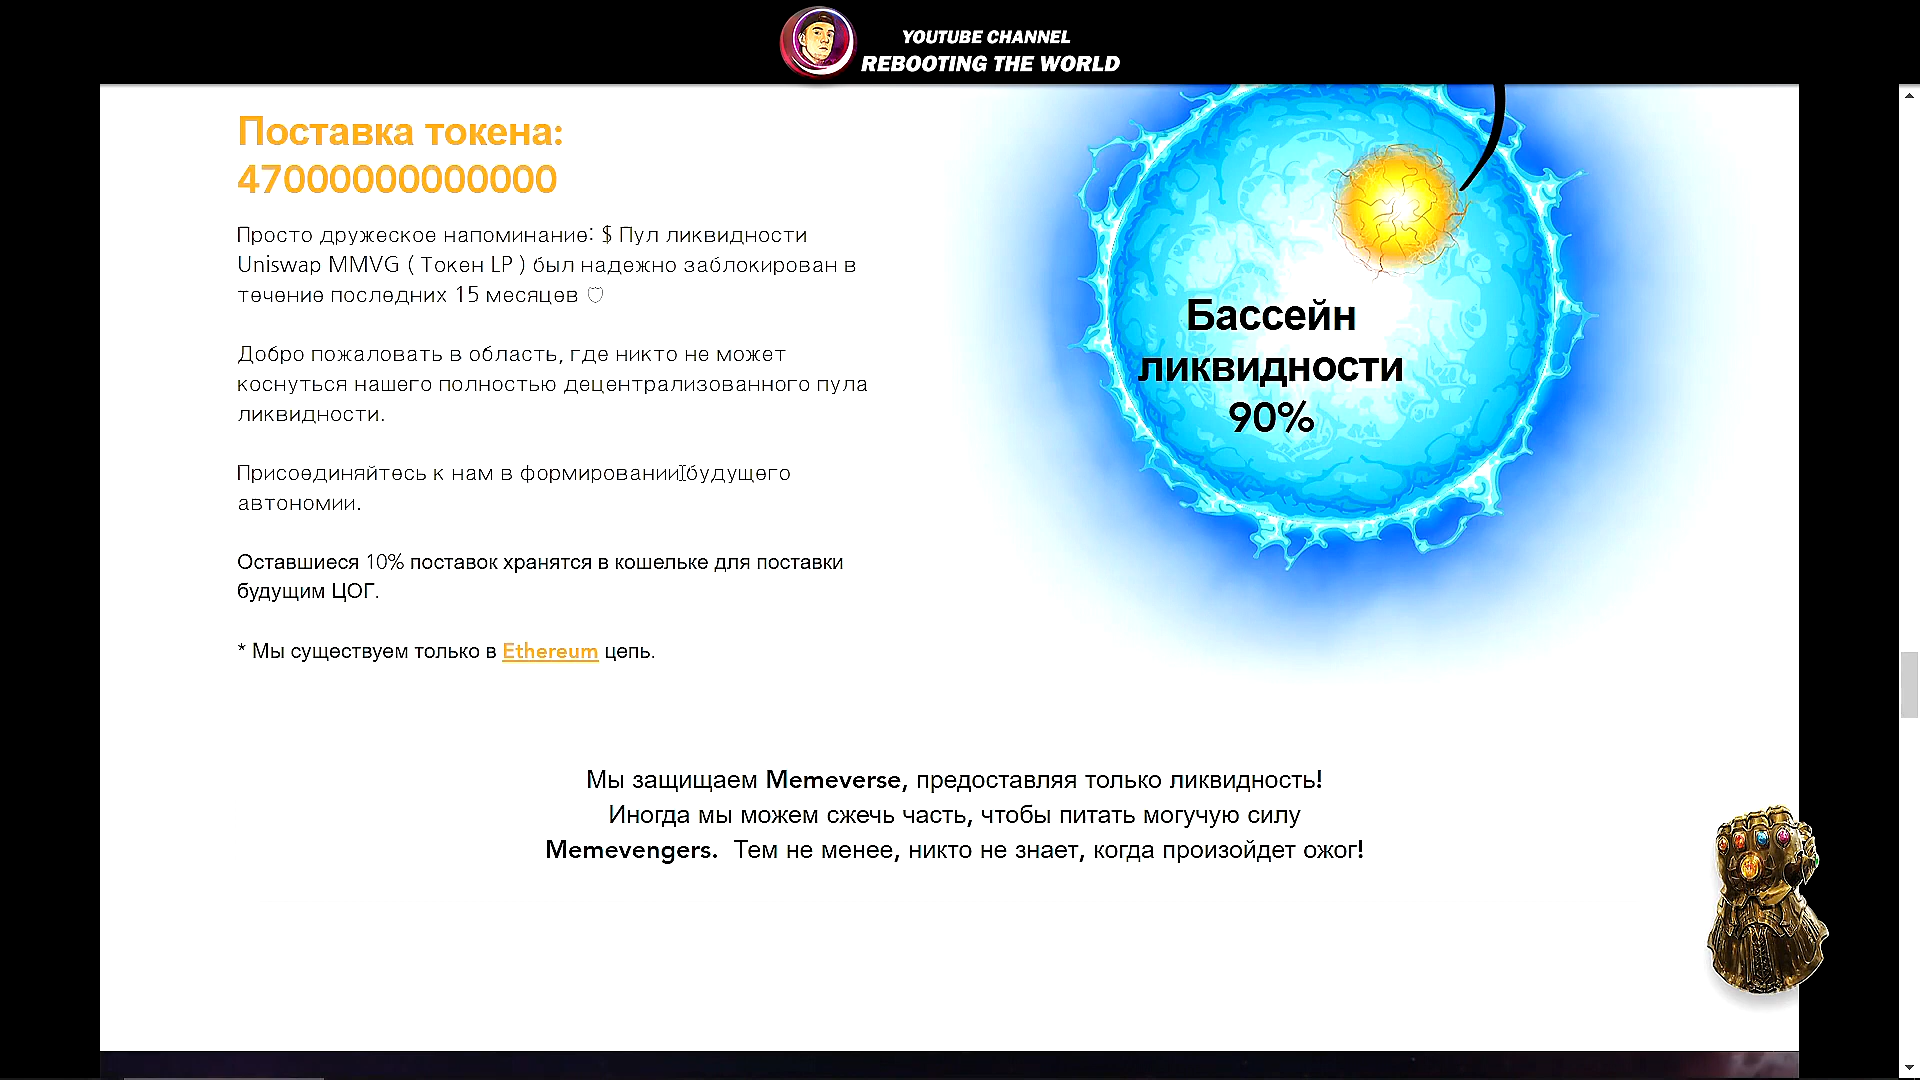 YOUTUBE CHANNEL
REBOOTING THE WORLD
Поставка токена:
47000000000000
Просто дружеское напоминание: $ Пул ликвидности
Uniswap MMVG ( Токен LP ) был надежно заблокирован в
течение последних 15 месяцев
Добро пожаловать в область, где никто не может
коснуться нашего полностью децентрализованного пула
ликвидности.
Присоединяйтесь к нам в формировании будущего
автономии.
Оставшиеся 10% поставок хранятся в кошельке для поставки
будущим ЦОГ.
* Мы существуем только в Ethereum цепь.
Бассейн
ликвидности
90%
Мы защищаем Memeverse, предоставляя только ликвидность!
Иногда мы можем сжечь часть, чтобы питать могучую силу
Memevengers. Тем не менее, никто не знает, когда произойдет ожог!